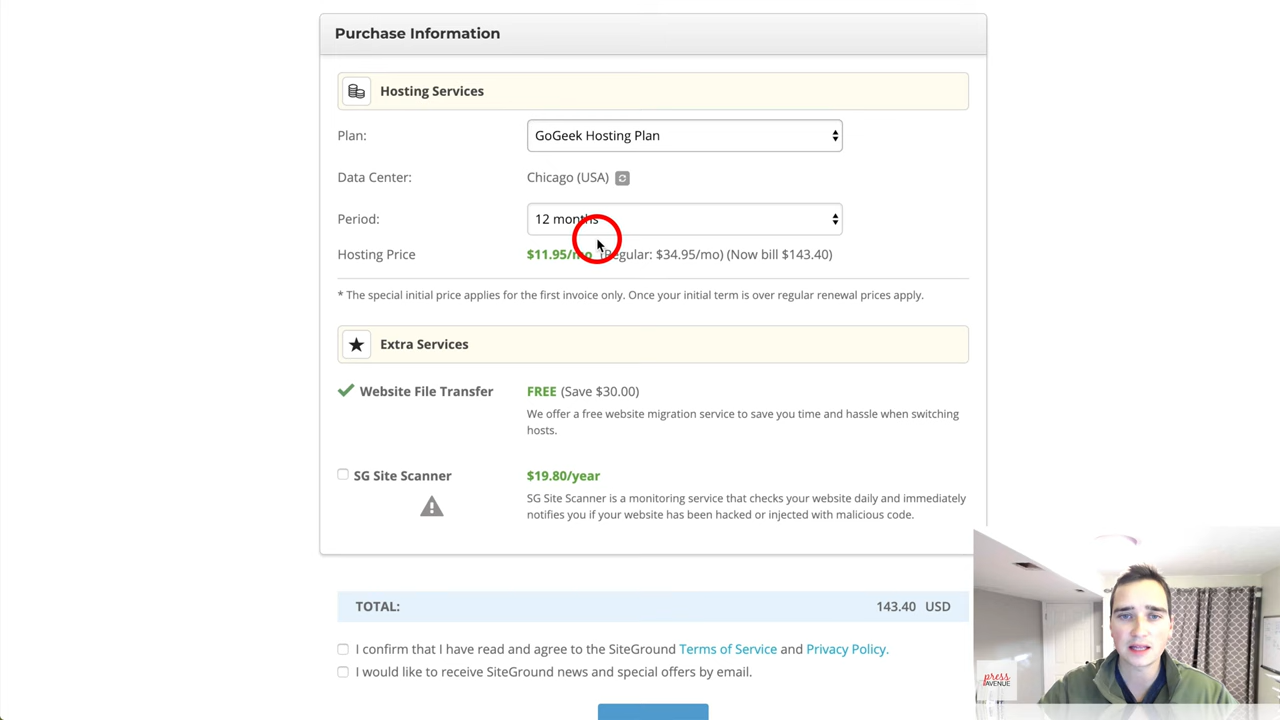 Purchase Information
Hosting Services
Plan: GoGeek Hosting Plan
Data Center: Chicago (USA)
Period: 12 months
Hosting Price $11.95/mo (Regular: $34.95/mo) (Now bill $143.40)
* The special initial price applies for the first invoice only. Once your initial term is over regular renewal prices apply.
Extra Services
Website File Transfer FREE (Save $30.00)
We offer a free website migration service to save you time and hassle when switching
hosts.
SG Site Scanner $19.80/year
SG Site Scanner is a monitoring service that checks your website daily and immediately
notifies you if your website has been hacked or injected with malicious code.
TOTAL: 143.40 USD
I confirm that I have read and agree to the SiteGround Terms of Service and Privacy Policy.
I would like to receive SiteGround news and special offers by email.
press
AVENUE